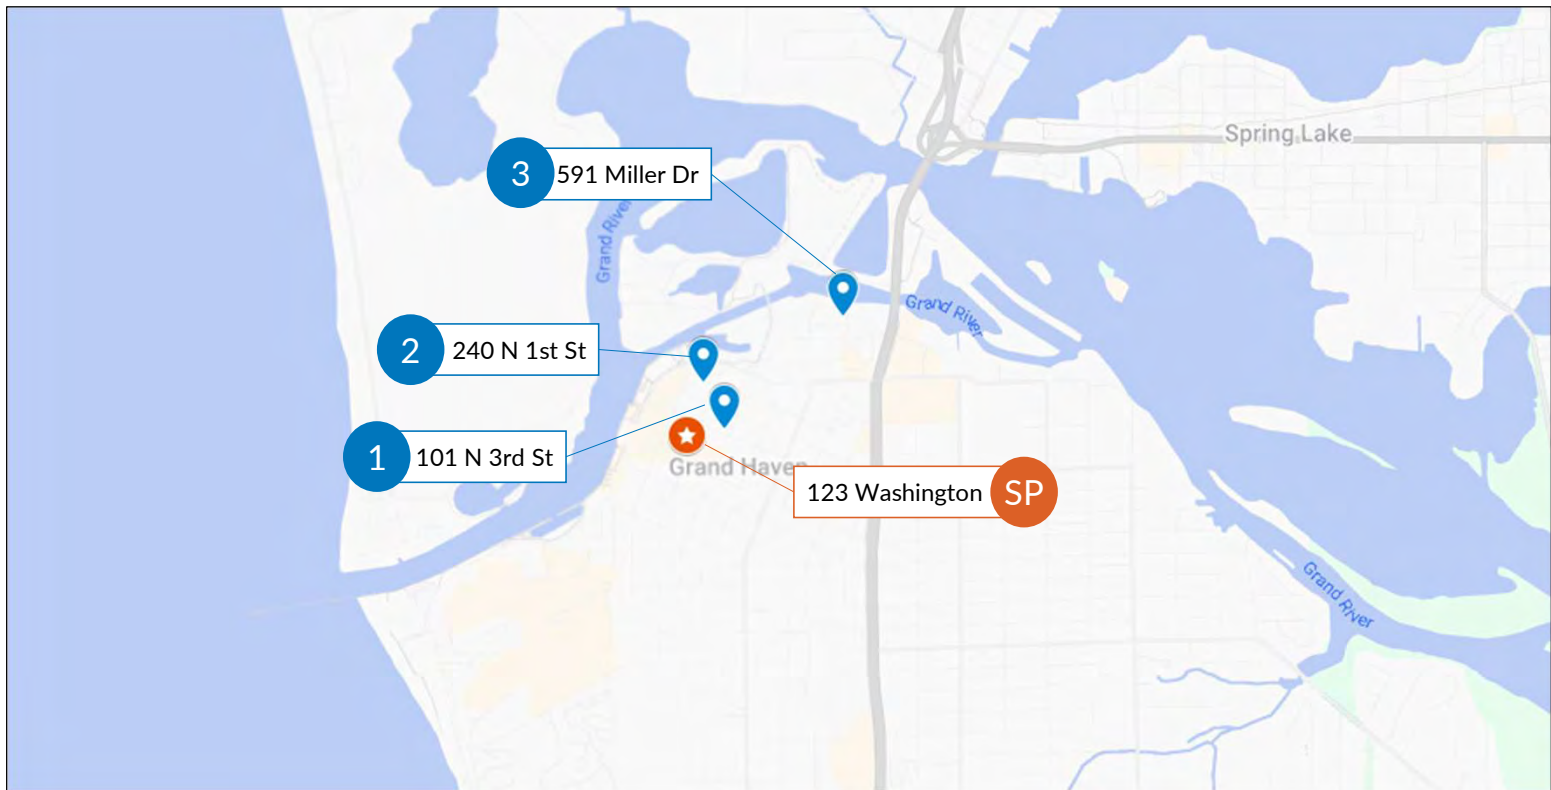 Spring Lake
3
591 Miller Dr
Grand River
Grand River
2
240 N 1st St
1
101 N 3rd St
Grand Haven
123 Washington
SP
Grand River